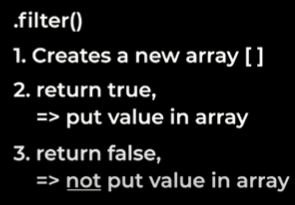 .filter()
1. Creates a new array [ ]
2. return true,
=> put value in array
3. return false,
=> not put value in array